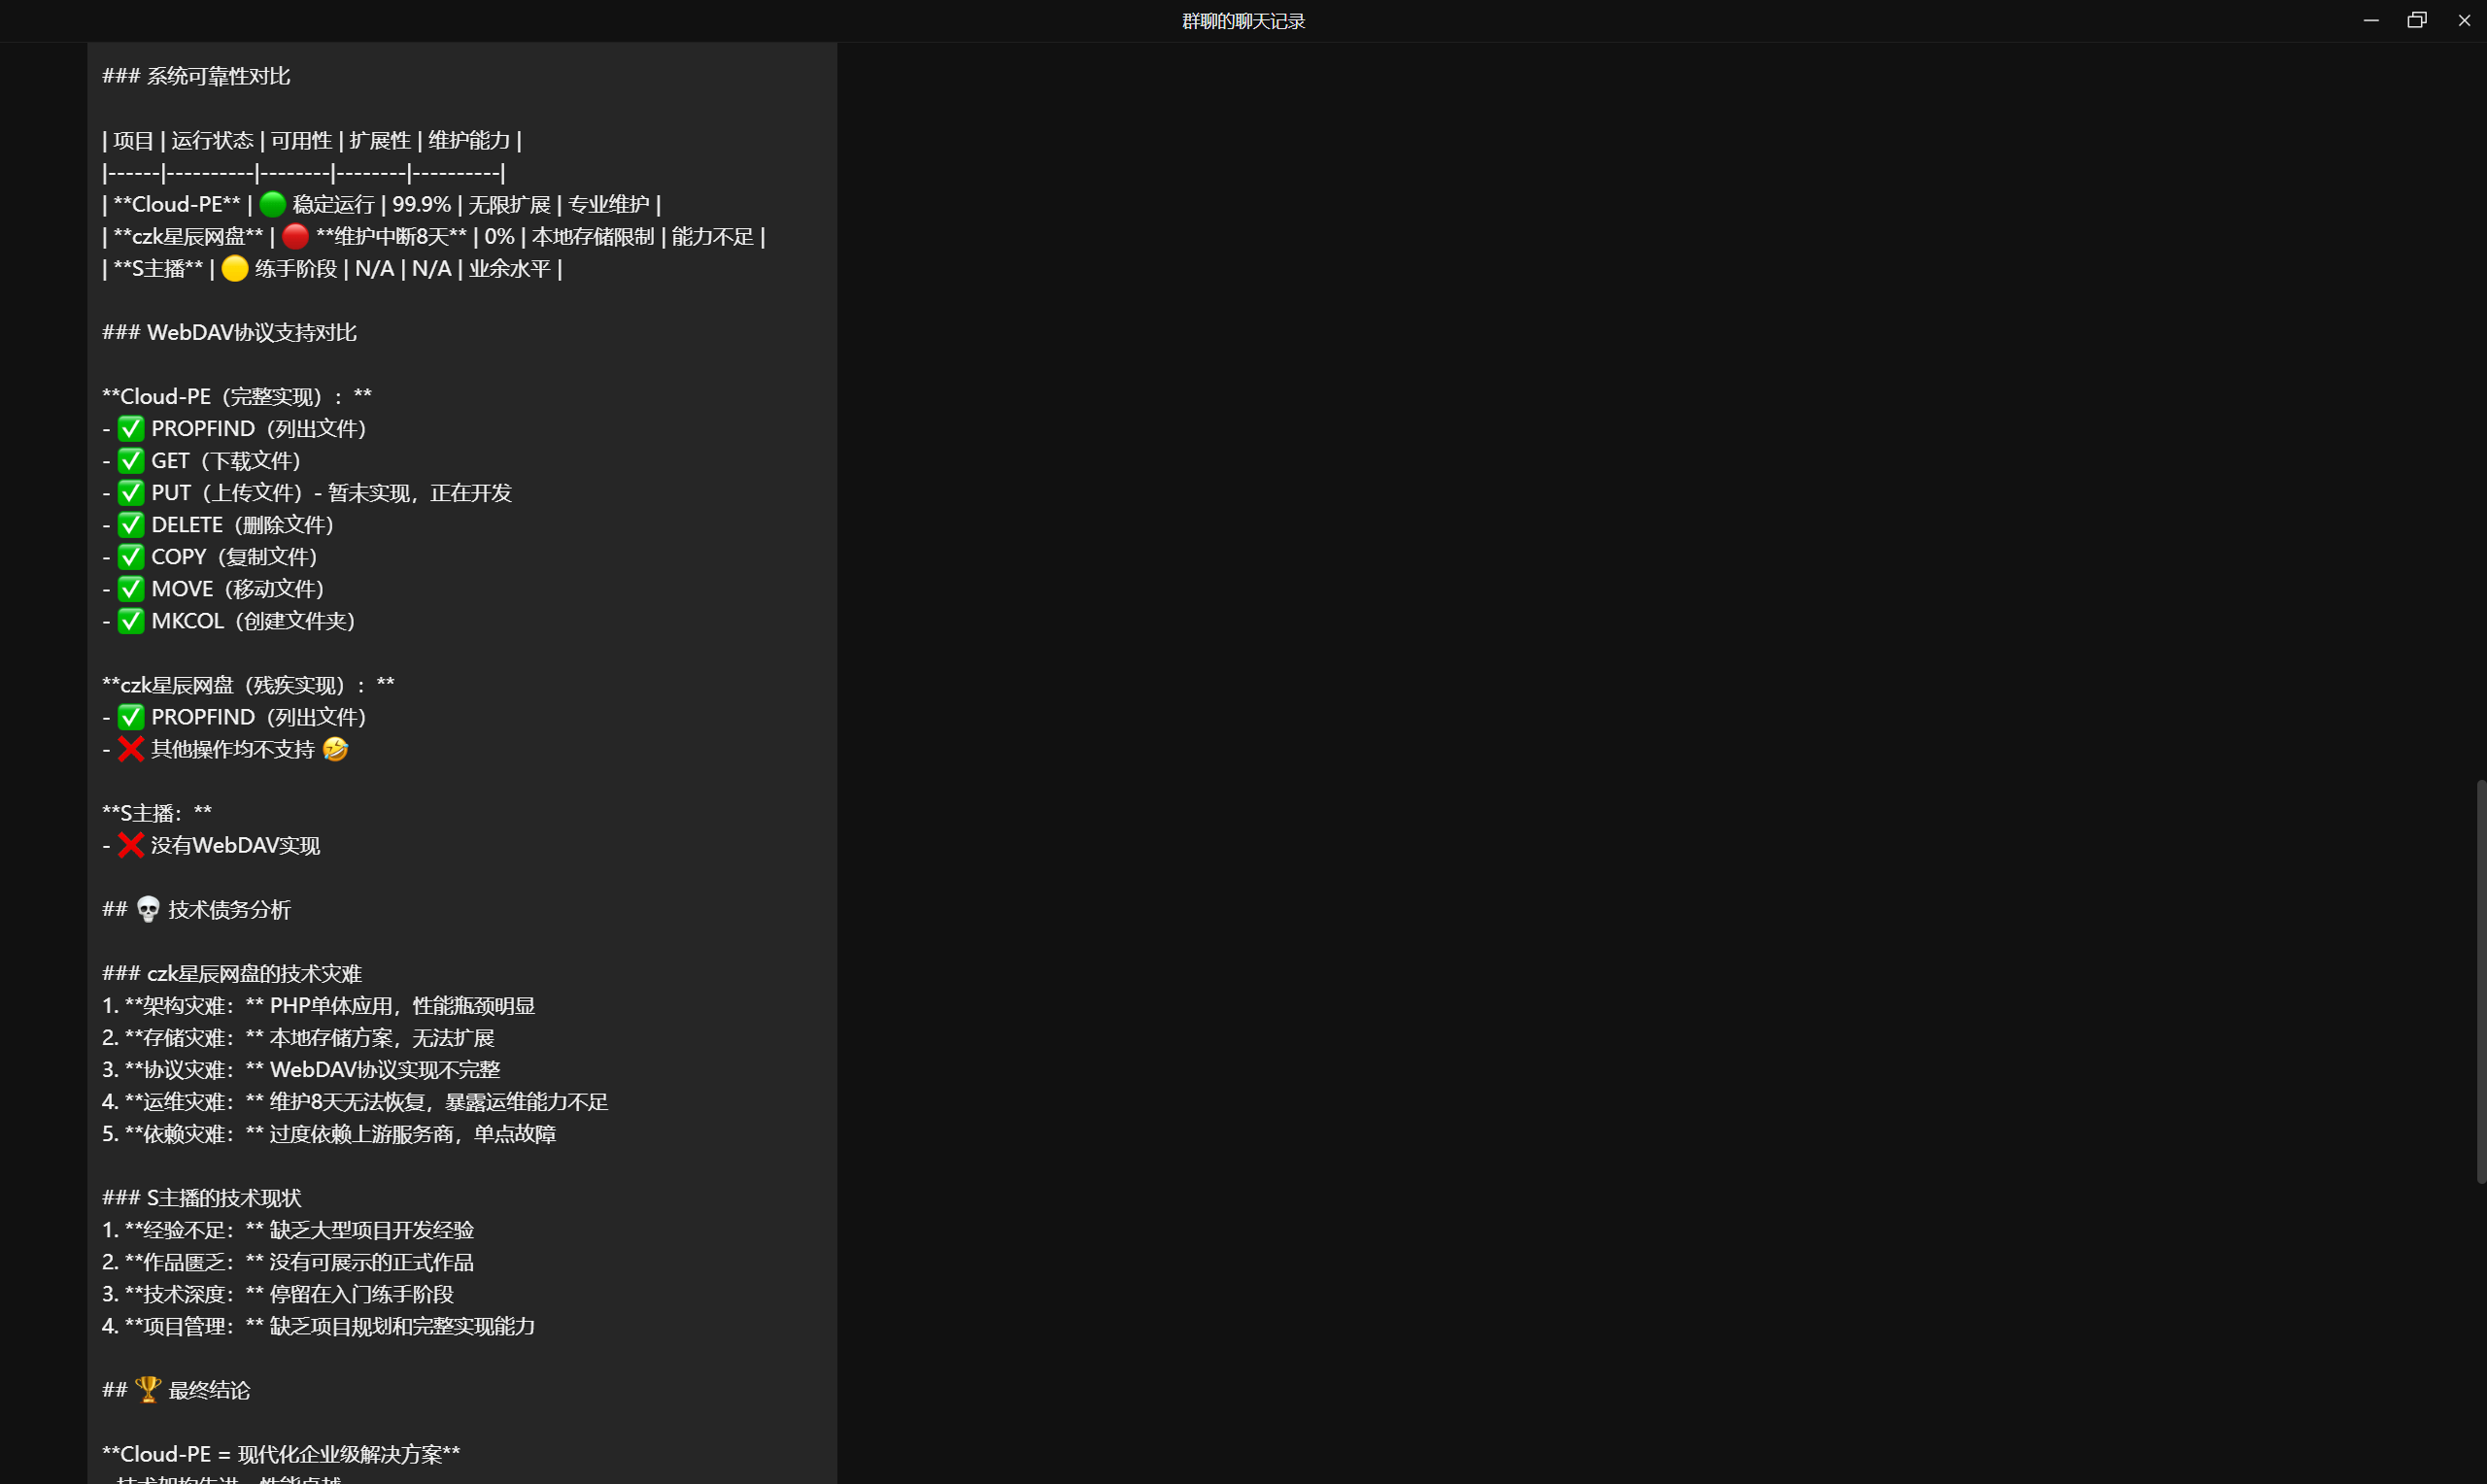 群聊的聊天记录
### 系统可靠性对比
| 项目 | 运行状态 | 可用性 | 扩展性 | 维护能力 |
|------|----------|--------|--------|----------|
| **Cloud-PE** | 🟢 稳定运行 | 99.9% | 无限扩展 | 专业维护 |
| **czk星辰网盘** | 🔴 **维护中断8天** | 0% | 本地存储限制 | 能力不足 |
| **S主播** | 🟡 练手阶段 | N/A | N/A | 业余水平 |
### WebDAV协议支持对比
**Cloud-PE（完整实现）：**
- ✅ PROPFIND（列出文件）
- ✅ GET（下载文件）
- ✅ PUT（上传文件）- 暂未实现，正在开发
- ✅ DELETE（删除文件）
- ✅ COPY（复制文件）
- ✅ MOVE（移动文件）
- ✅ MKCOL（创建文件夹）
**czk星辰网盘（残疾实现）：**
- ✅ PROPFIND（列出文件）
- ❌ 其他操作均不支持 🤣
**S主播：**
- ❌ 没有WebDAV实现
## 💀 技术债务分析
### czk星辰网盘的技术灾难
1. **架构灾难：** PHP单体应用，性能瓶颈明显
2. **存储灾难：** 本地存储方案，无法扩展
3. **协议灾难：** WebDAV协议实现不完整
4. **运维灾难：** 维护8天无法恢复，暴露运维能力不足
5. **依赖灾难：** 过度依赖上游服务商，单点故障
### S主播的技术现状
1. **经验不足：** 缺乏大型项目开发经验
2. **作品匮乏：** 没有可展示的正式作品
3. **技术深度：** 停留在入门练手阶段
4. **项目管理：** 缺乏项目规划和完整实现能力
## 🏆 最终结论
**Cloud-PE = 现代化企业级解决方案**